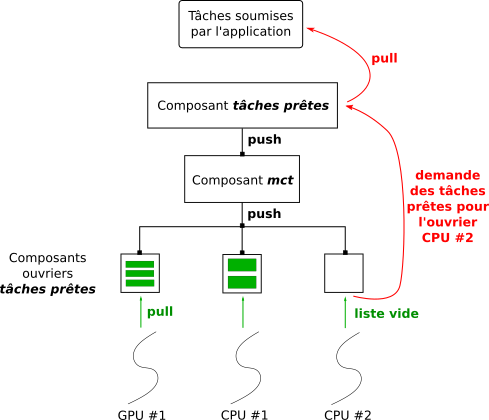 Tâches soumises
par l'application
pull
Composant tâches prêtes
push
Composant mct
push
demande
des tâches
prêtes pour
l'ouvrier
CPU #2
Composants
ouvriers
tâches prêtes
pull
liste vide
GPU #1
CPU #1
CPU #2